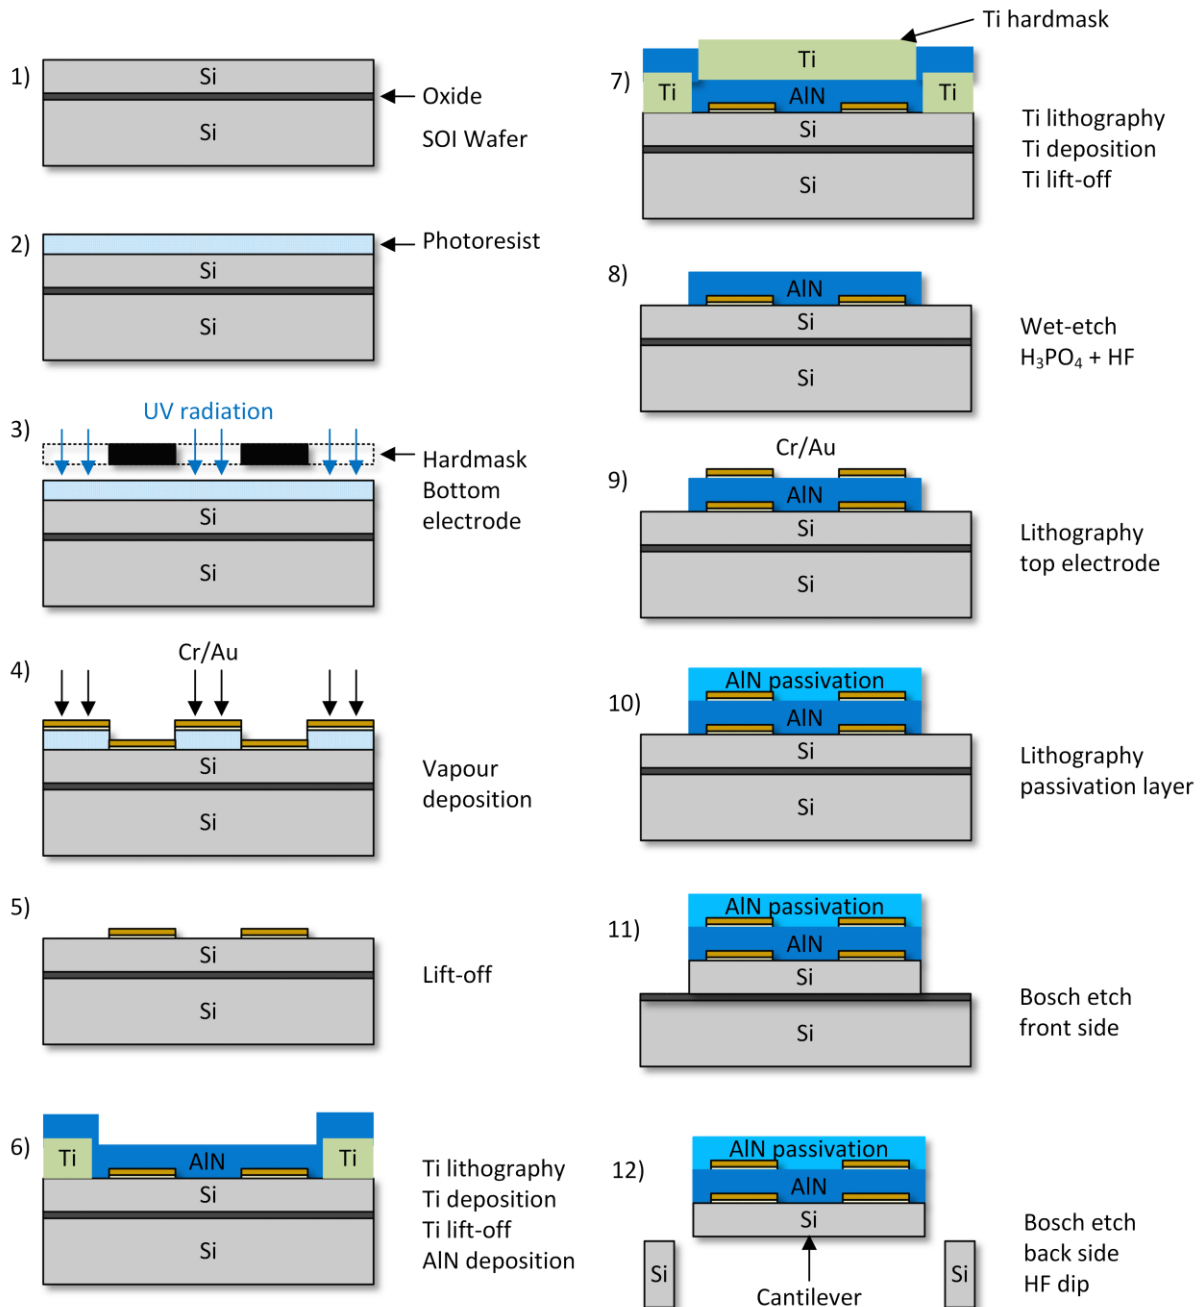 1)
Si
Oxide
Si
SOI Wafer
2)
Photoresist
Si
Si
UV radiation
3)
Hardmask
Bottom
electrode
Si
Si
4)
Cr/Au
Si
Vapour
deposition
Si
5)
Si
Lift-off
Si
6)
Ti
AlN
Ti
Si
Si
Ti lithography
Ti deposition
Ti lift-off
AlN deposition
Ti hardmask
7)
Ti
Ti
AlN
Ti
Si
Si
Ti lithography
Ti deposition
Ti lift-off
8)
AlN
Si
Si
Wet-etch
H₃PO₄ + HF
Cr/Au
9)
AlN
Si
Si
Lithography
top electrode
10)
AlN passivation
AlN
Si
Si
Lithography
passivation layer
11)
AlN passivation
AlN
Si
Si
Bosch etch
front side
12)
AlN passivation
AlN
Si
Si
Si
Cantilever
Bosch etch
back side
HF dip